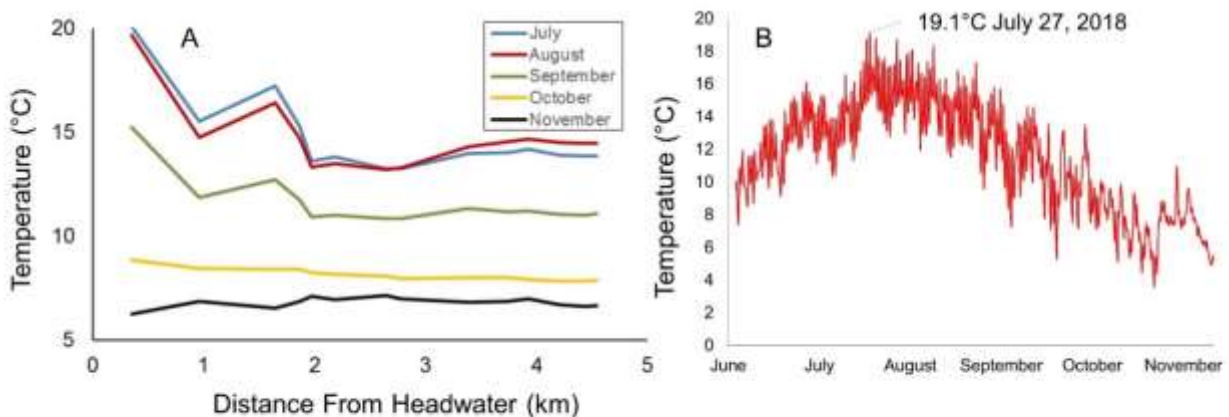 A
July
August
September
October
November
20
15
10
5
0
1
2
3
4
5
Temperature (°C)
Distance From Headwater (km)
B
19.1°C July 27, 2018
20
18
16
14
12
10
8
6
4
2
0
Temperature (°C)
June
July
August
September
October
November